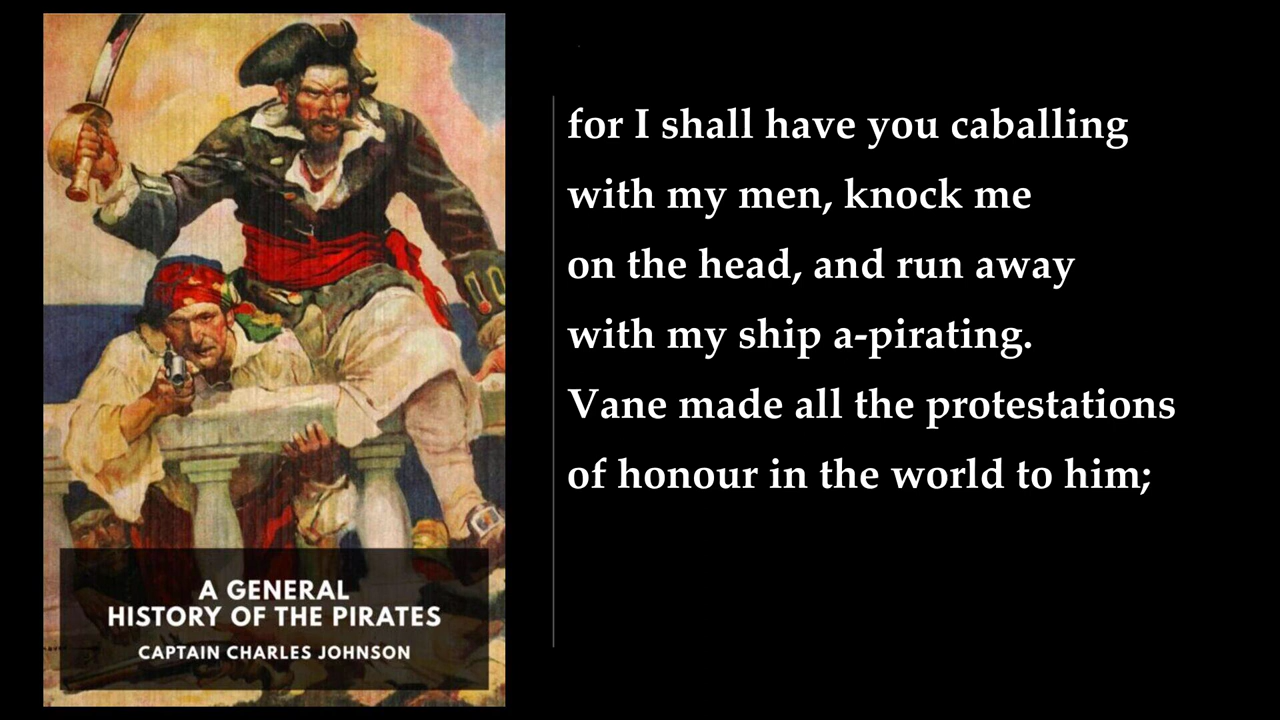 for I shall have you caballing
with my men, knock me
on the head, and run away
with my ship a-pirating.
Vane made all the protestations
of honour in the world to him;
A GENERAL
HISTORY OF THE PIRATES
CAPTAIN CHARLES JOHNSON